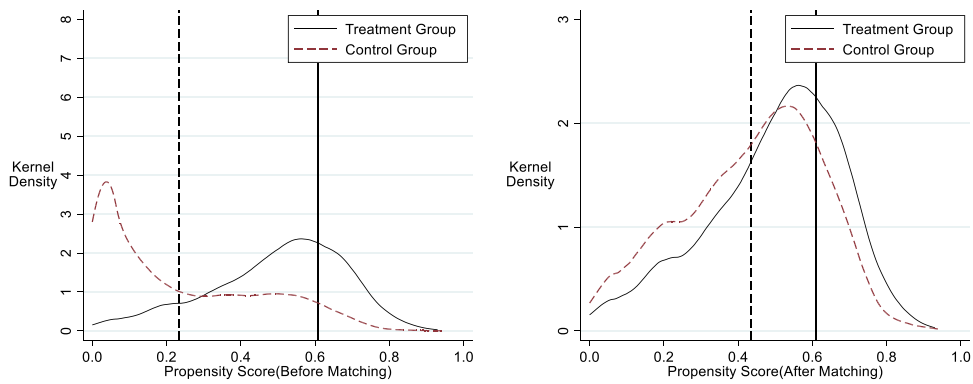 Treatment Group
Control Group
8
7
6
5
4
3
2
1
0
Kernel
Density
0.0
0.2
0.4
0.6
0.8
1.0
Propensity Score(Before Matching)
Treatment Group
Control Group
3
2
1
0
Kernel
Density
0.0
0.2
0.4
0.6
0.8
1.0
Propensity Score(After Matching)